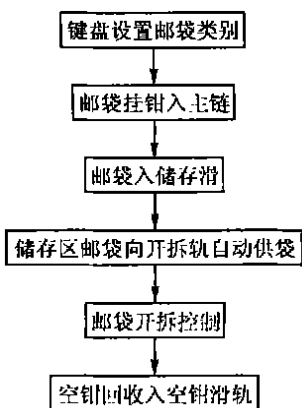 键盘设置邮袋类别
邮袋挂钳入主链
邮袋入储存滑
储存区邮袋向开拆轨自动供袋
邮袋开拆控制
空钳回收入空钳滑轨